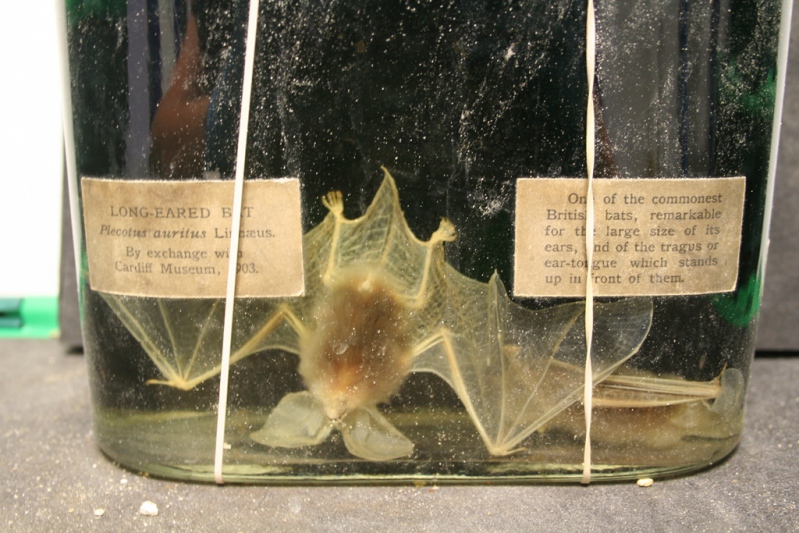 LONG-EARED BAT
Plecotus auritus Linnæus.
By exchange with
Cardiff Museum, 1903.
One of the commonest
British bats, remarkable
for the large size of its
ears, and of the tragus or
ear-tongue which stands
up in front of them.